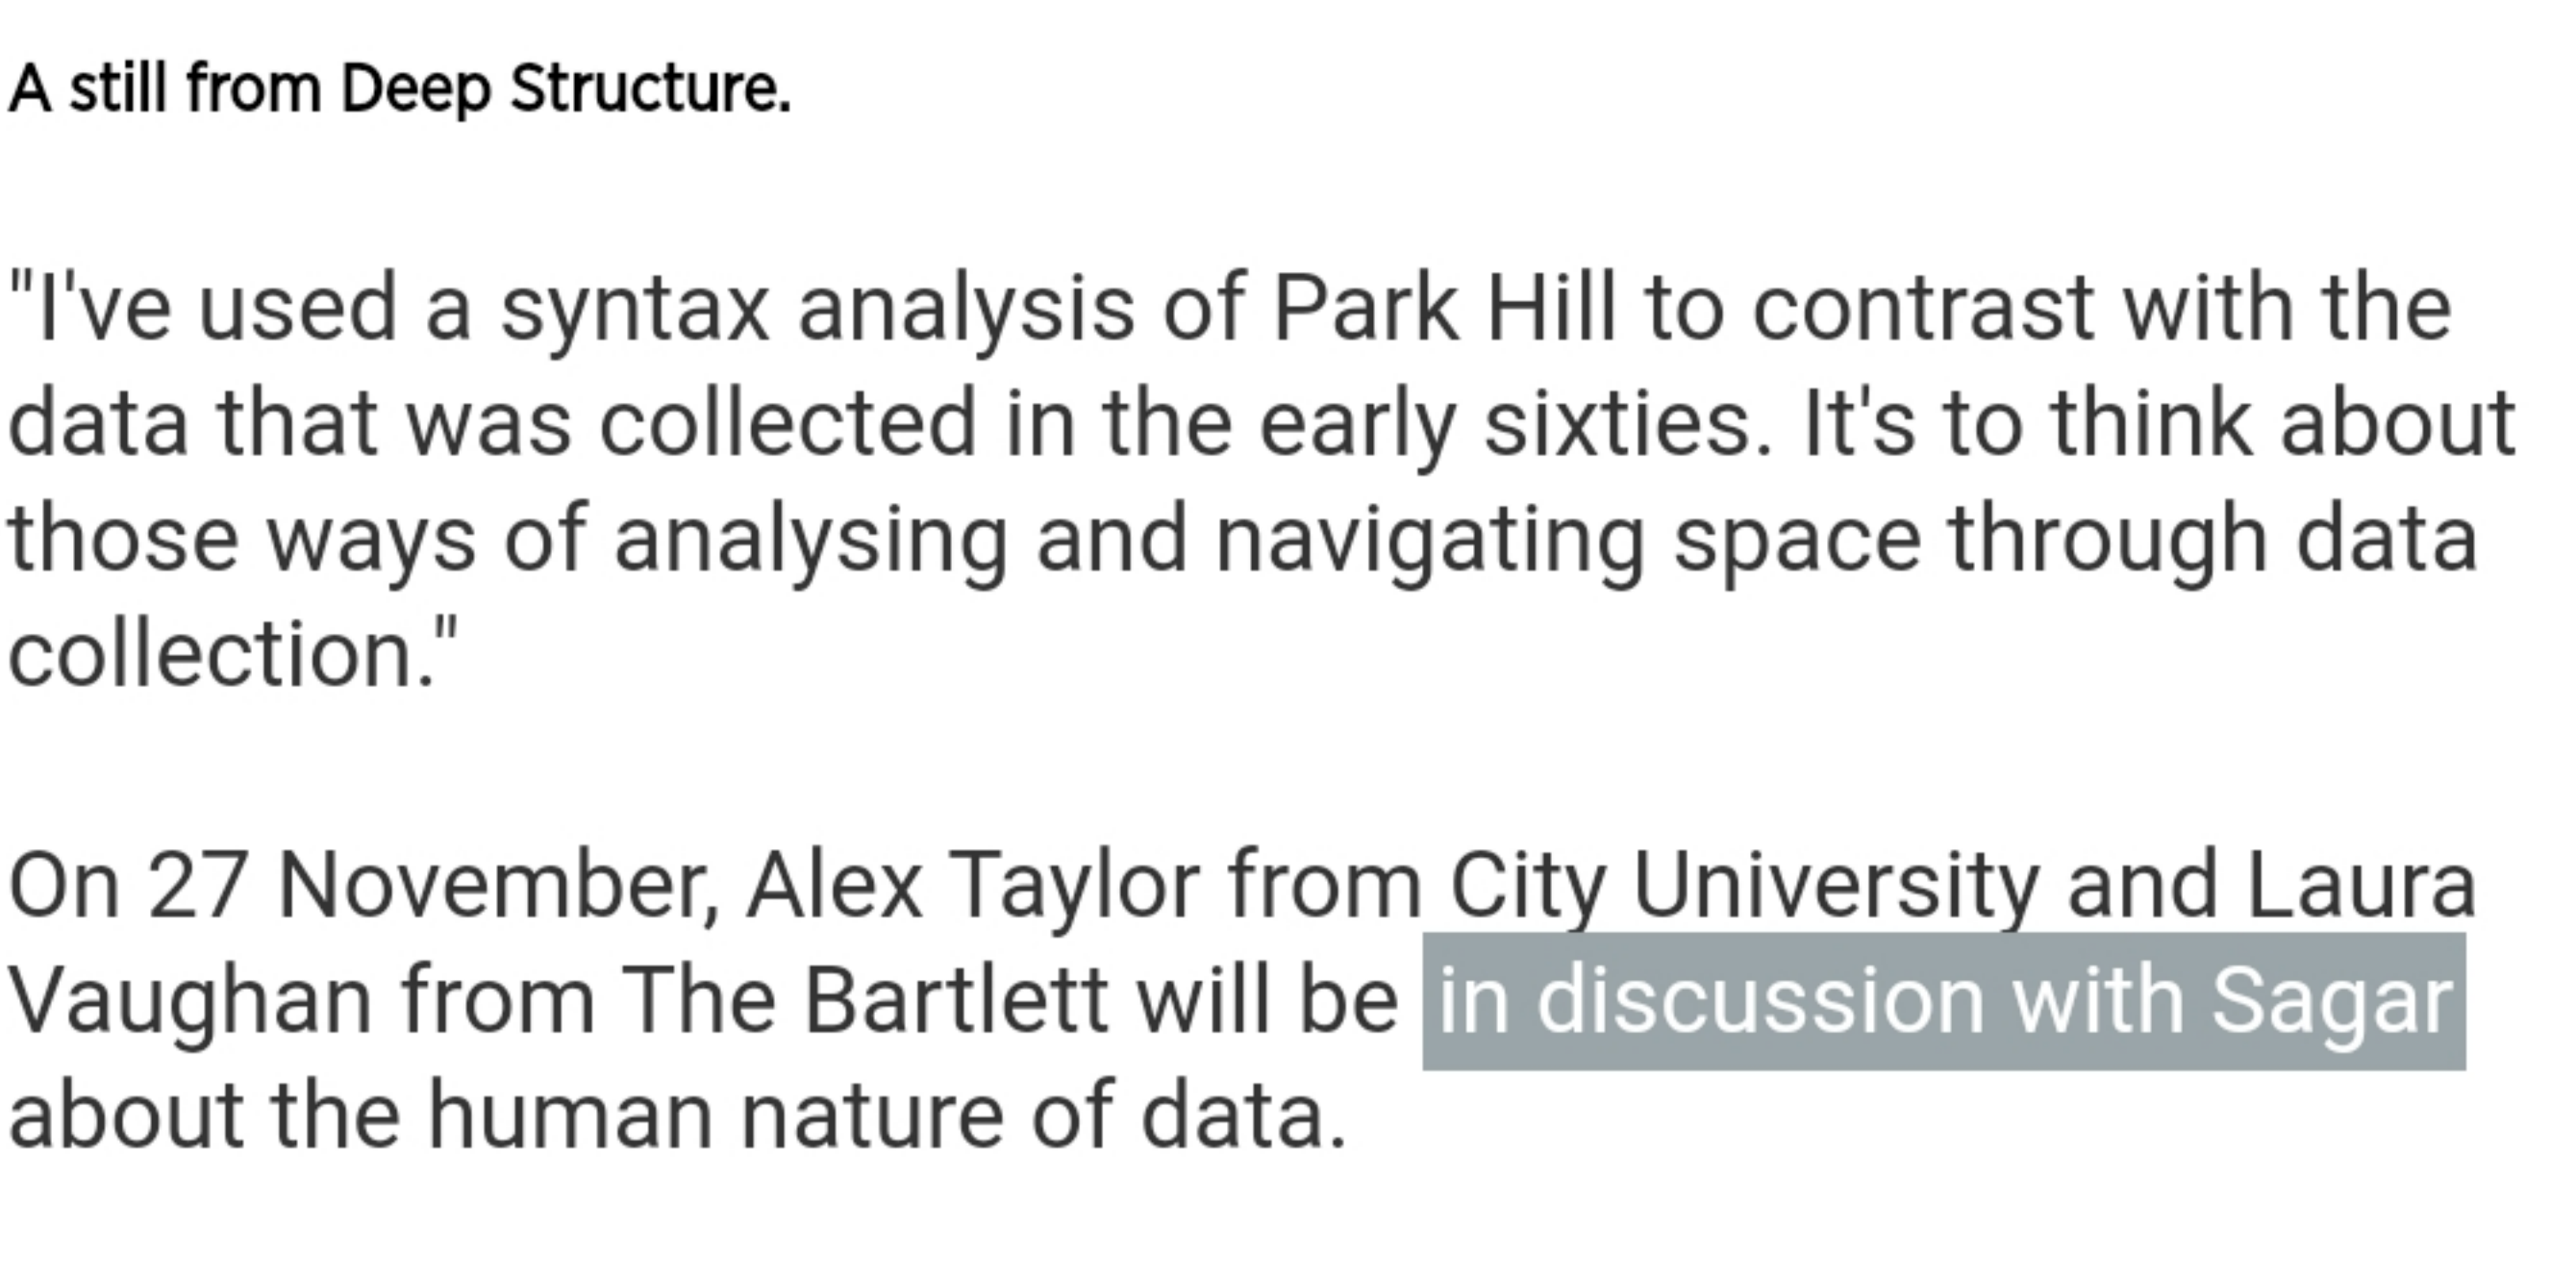 A still from Deep Structure.
"I've used a syntax analysis of Park Hill to contrast with the
data that was collected in the early sixties. It's to think about
those ways of analysing and navigating space through data
collection."
On 27 November, Alex Taylor from City University and Laura
Vaughan from The Bartlett will be in discussion with Sagar
about the human nature of data.